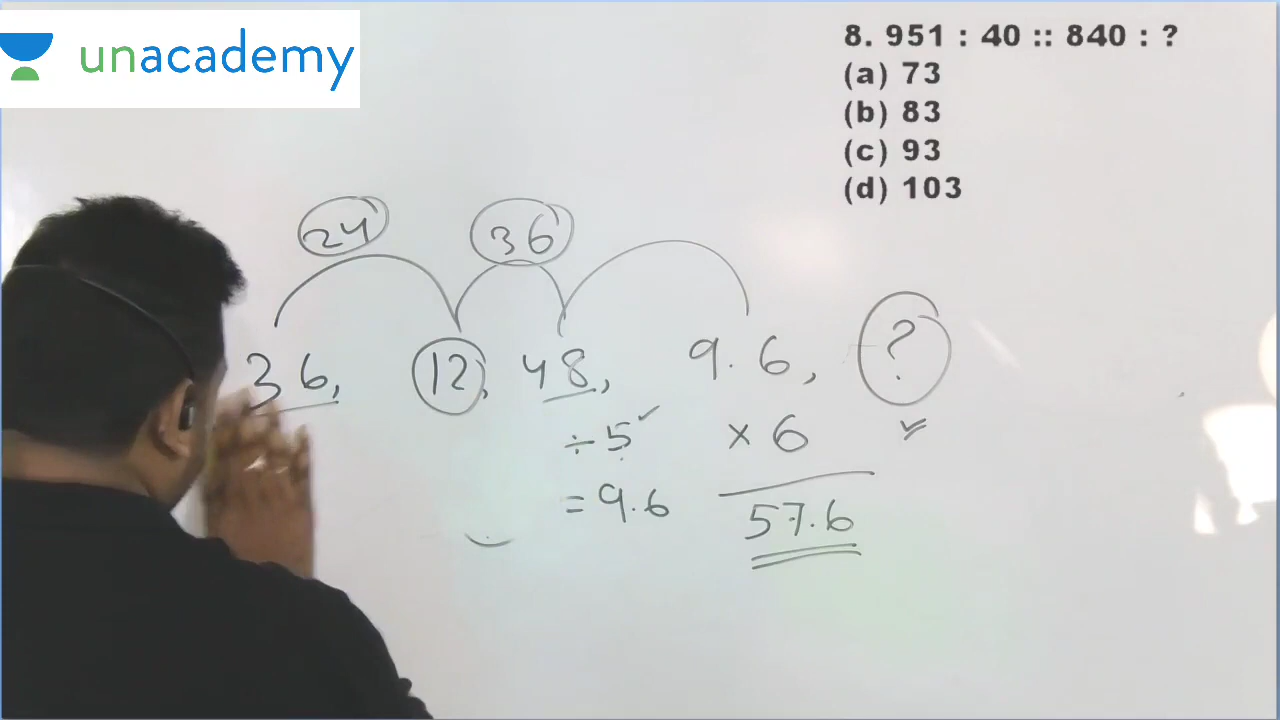 unacademy
8. 951 : 40 :: 840 : ?
(a) 73
(b) 83
(c) 93
(d) 103
24 36
36, 12, 48, 9.6, ?
÷ 5 ✓ × 6
= 9.6 57.6